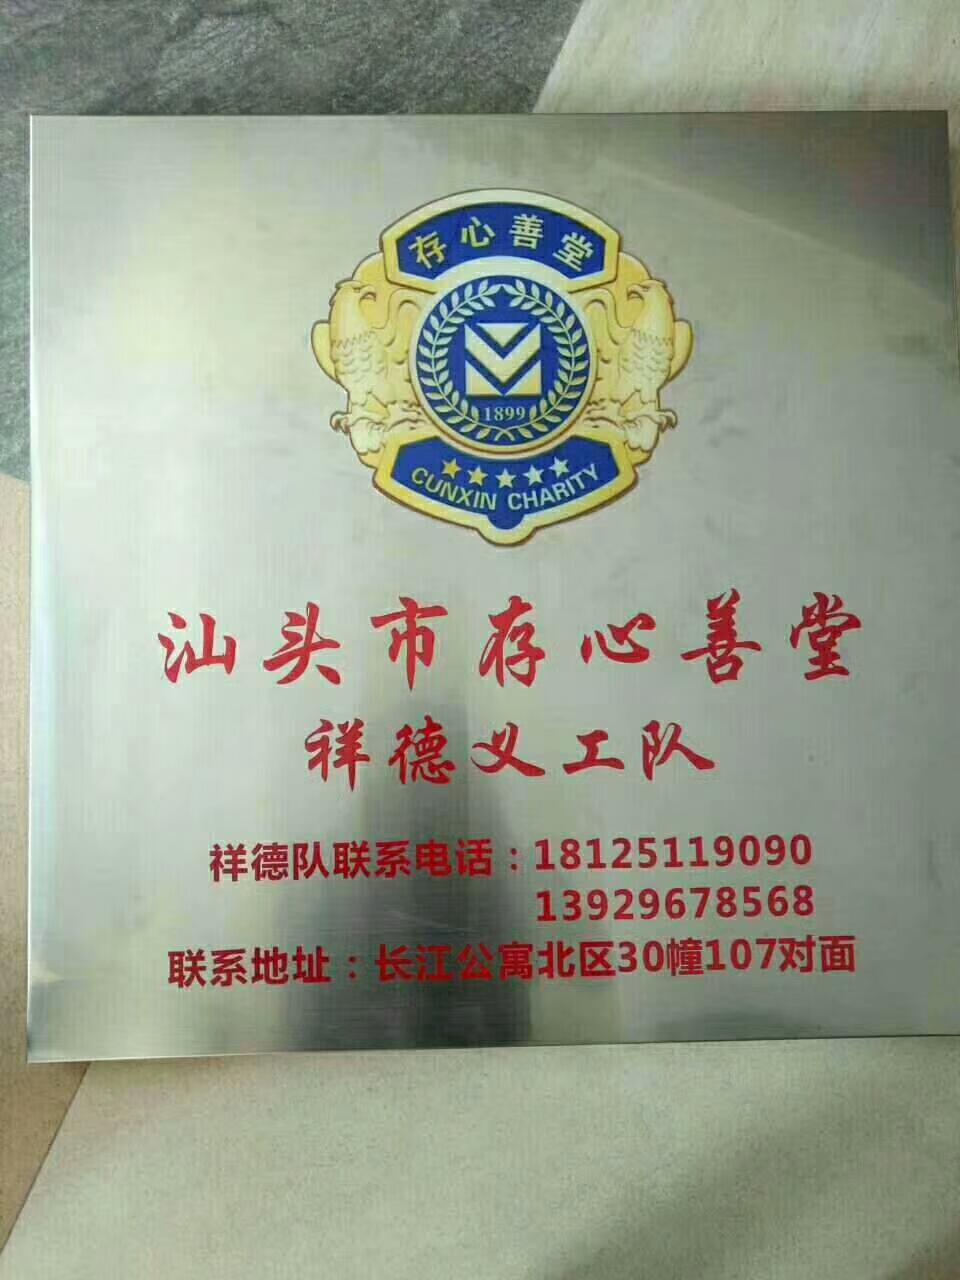 存心善堂
1899
CUNXIN CHARITY
汕头市存心善堂
祥德义工队
祥德队联系电话：18125119090
13929678568
联系地址：长江公寓北区30幢107对面